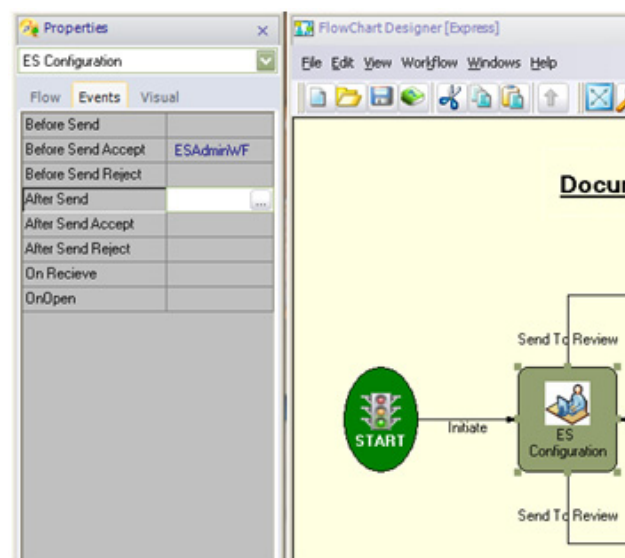 Properties
ES Configuration
Flow Events Visual
Before Send
Before Send Accept ESAdminWF
Before Send Reject
After Send ...
After Send Accept
After Send Reject
On Recieve
OnOpen
FlowChart Designer [Express]
File Edit View Workflow Windows Help
Docu
Send To Review
START
Initiate
ES
Configuration
Send To Review